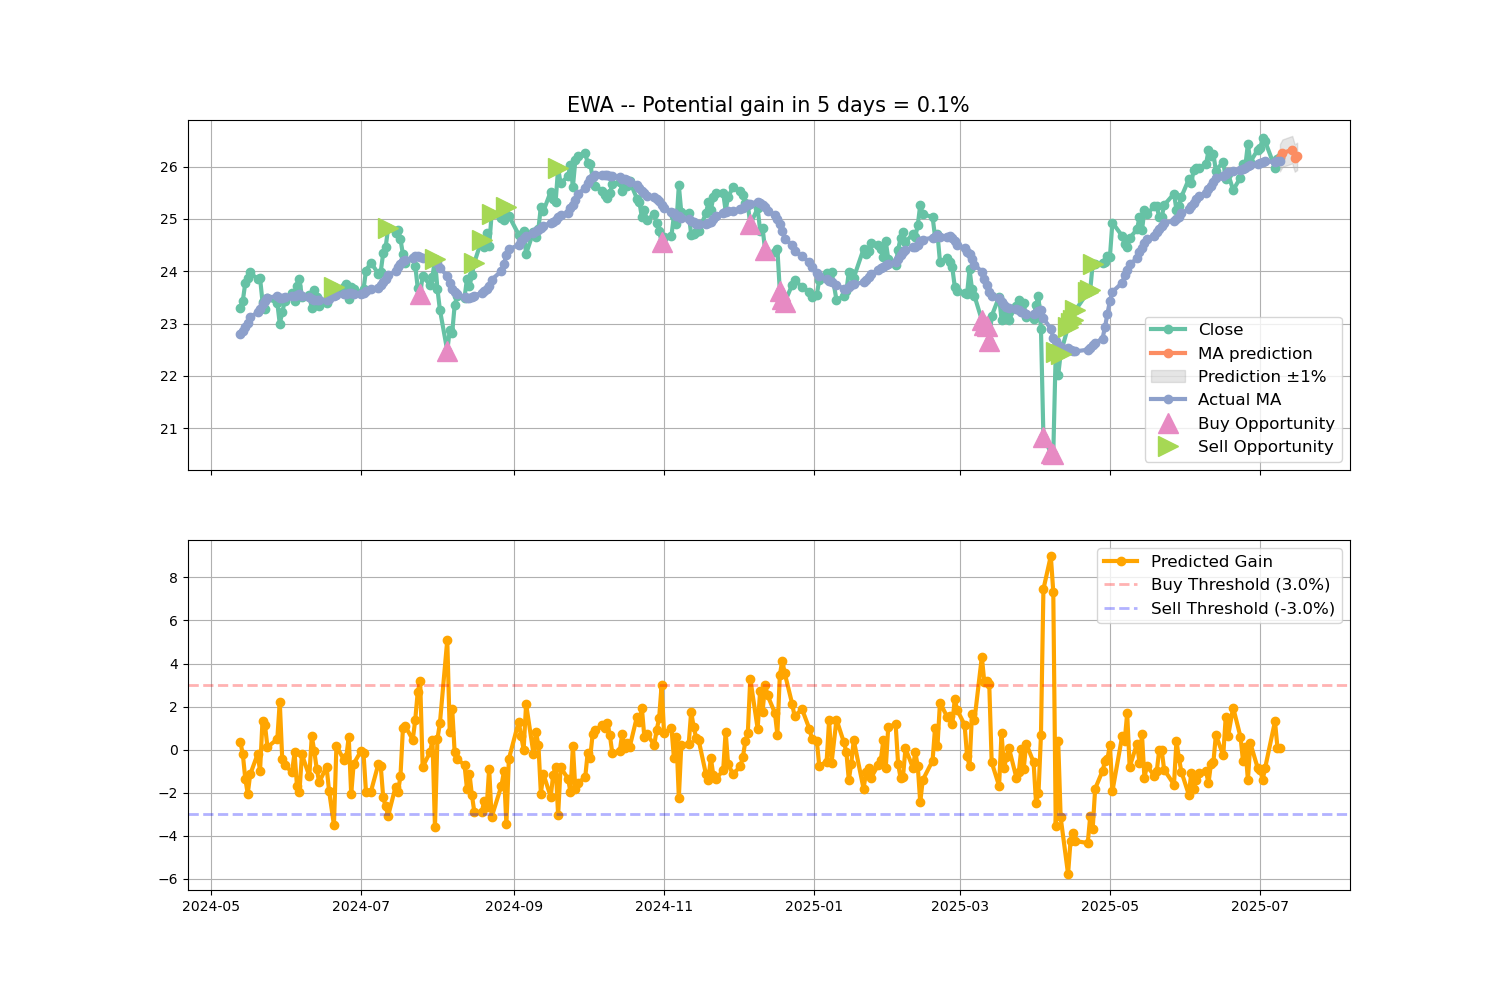 EWA -- Potential gain in 5 days = 0.1%
26
25
24
23
22
21
Close
MA prediction
Prediction ±1%
Actual MA
Buy Opportunity
Sell Opportunity
8
6
4
2
0
−2
−4
−6
Predicted Gain
Buy Threshold (3.0%)
Sell Threshold (-3.0%)
2024-05 2024-07 2024-09 2024-11 2025-01 2025-03 2025-05 2025-07